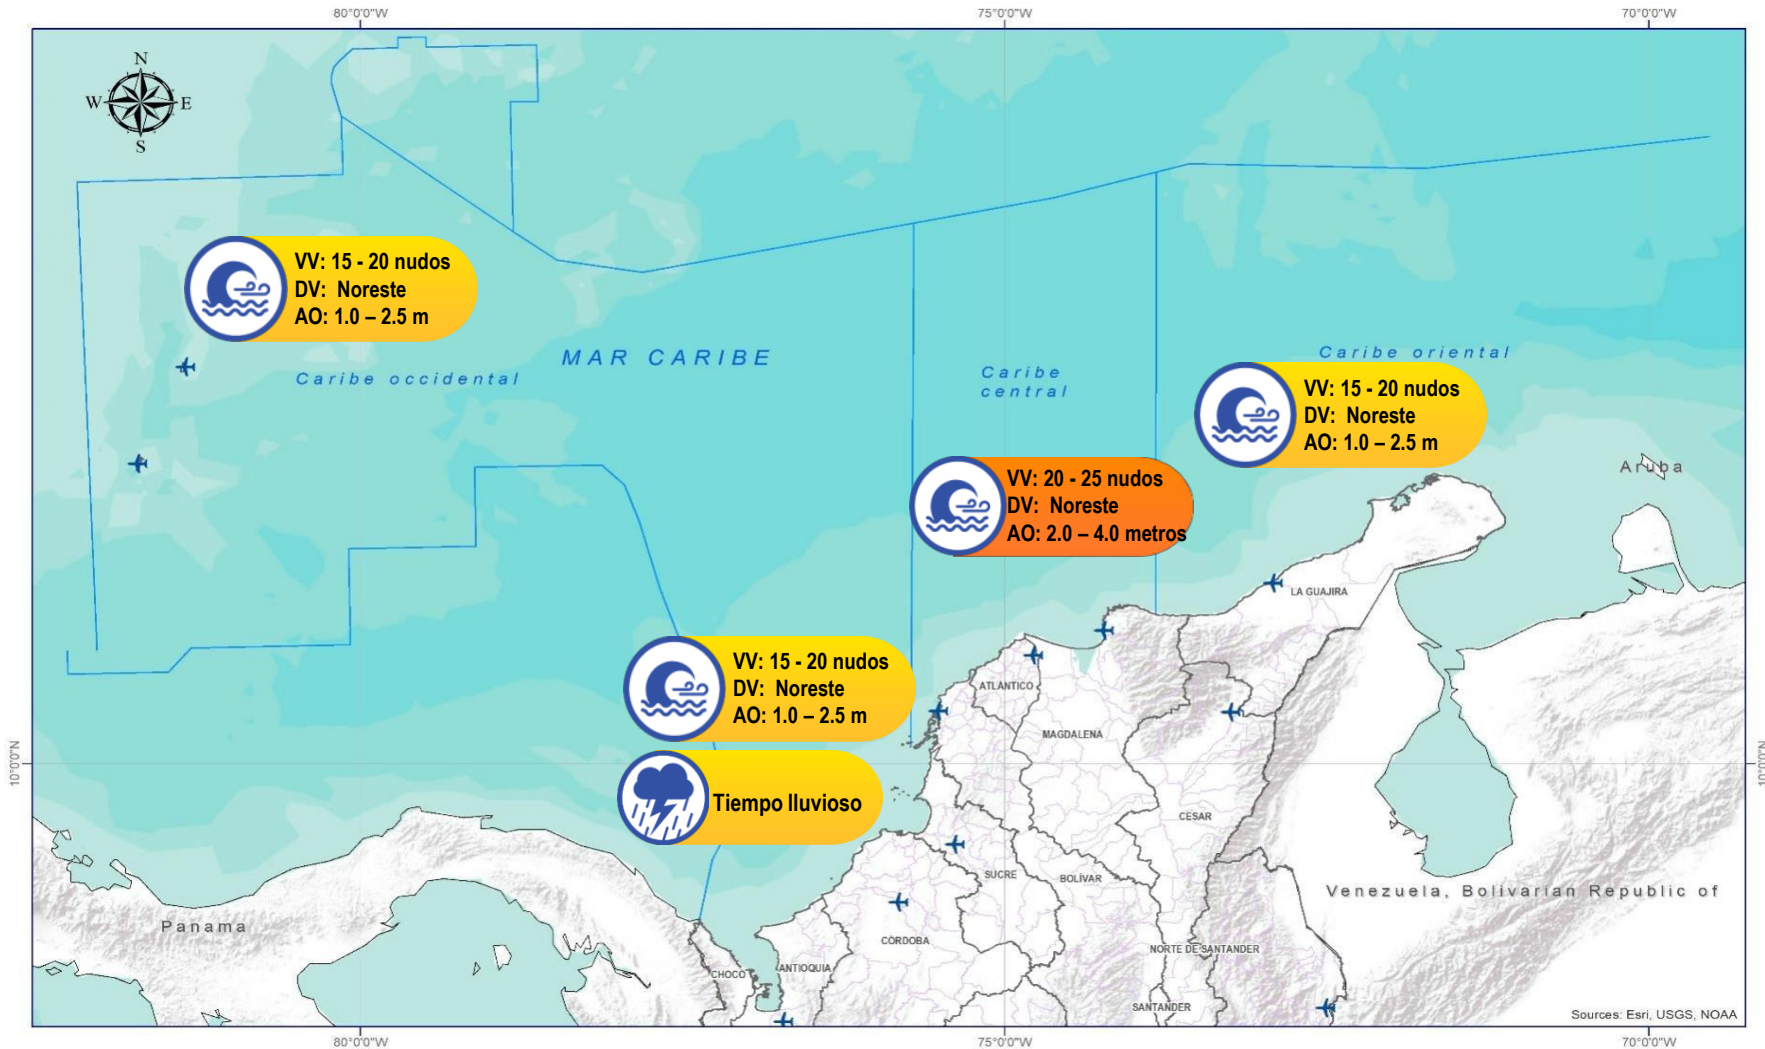 80°0'0"W
75°0'0"W
70°0'0"W
N
W
E
S
VV: 15 - 20 nudos
DV: Noreste
AO: 1.0 – 2.5 m
MAR CARIBE
Caribe occidental
Caribe
central
Caribe oriental
VV: 15 - 20 nudos
DV: Noreste
AO: 1.0 – 2.5 m
VV: 20 - 25 nudos
DV: Noreste
AO: 2.0 – 4.0 metros
Aruba
LA GUAJIRA
VV: 15 - 20 nudos
DV: Noreste
AO: 1.0 – 2.5 m
ATLANTICO
MAGDALENA
10°0'0"N
10°0'0"N
Tiempo lluvioso
CESAR
SUCRE
BOLÍVAR
Venezuela, Bolivarian Republic of
Panama
CÓRDOBA
NORTE DE SANTANDER
CHOCO
ANTIOQUIA
SANTANDER
Sources: Esri, USGS, NOAA
80°0'0"W
75°0'0"W
70°0'0"W